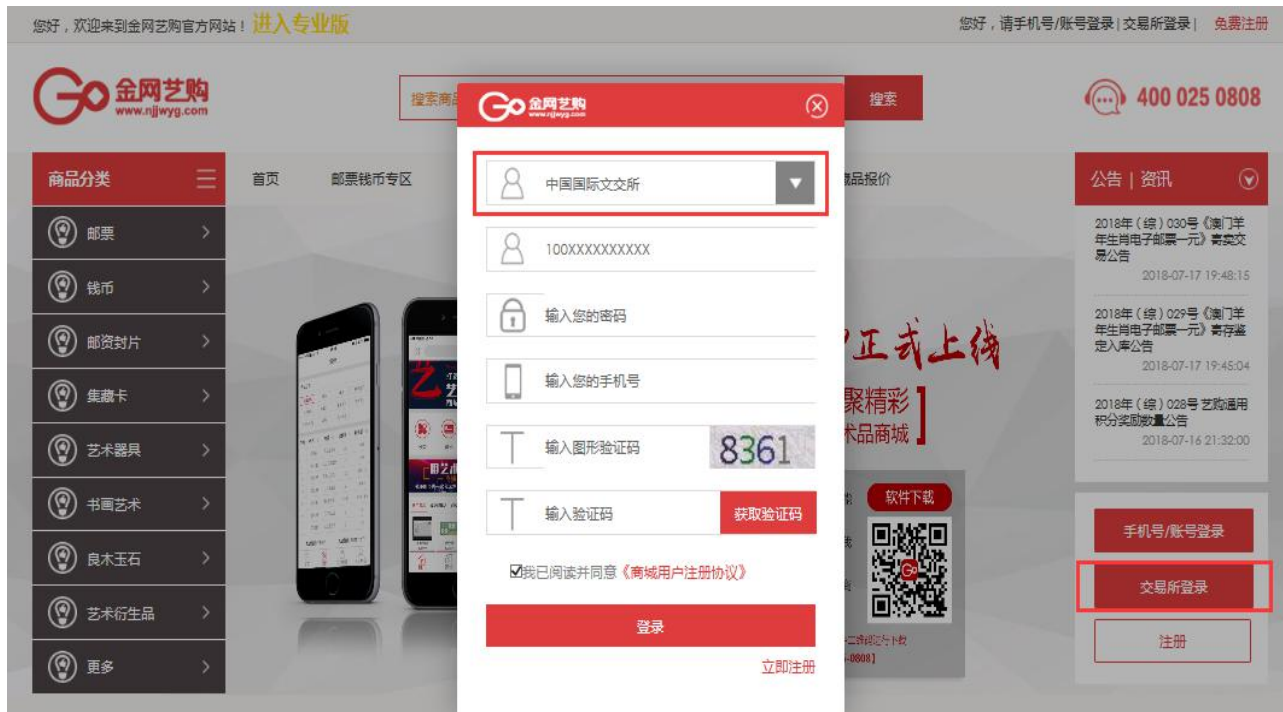 您好，欢迎来到金网艺购官方网站！进入专业版
您好，请手机号/账号登录|交易所登录| 免费注册
Go 金网艺购
www.njjwyg.com
搜索商品
搜索
400 025 0808
商品分类
首页
邮票钱币专区
藏品报价
邮票
钱币
邮资封片
集藏卡
艺术器具
书画艺术
良木玉石
艺术衍生品
更多
Go 金网艺购
www.njjwyg.com
中国国际文交所
100XXXXXXXXXX
输入您的密码
输入您的手机号
输入图形验证码
8361
输入验证码
获取验证码
我已阅读并同意《商城用户注册协议》
登录
立即注册
正式上线
聚精彩】
术品商城】
软件下载
二维码进行下载
-0808】
公告 | 资讯
2018年（综）030号《澳门羊
年生肖电子邮票一元》寄卖交
易公告
2018-07-17 19:48:15
2018年（综）029号《澳门羊
年生肖电子邮票一元》寄存鉴
定入库公告
2018-07-17 19:45:04
2018年（综）028号 艺购通用
积分奖励数量公告
2018-07-16 21:32:00
手机号/账号登录
交易所登录
注册